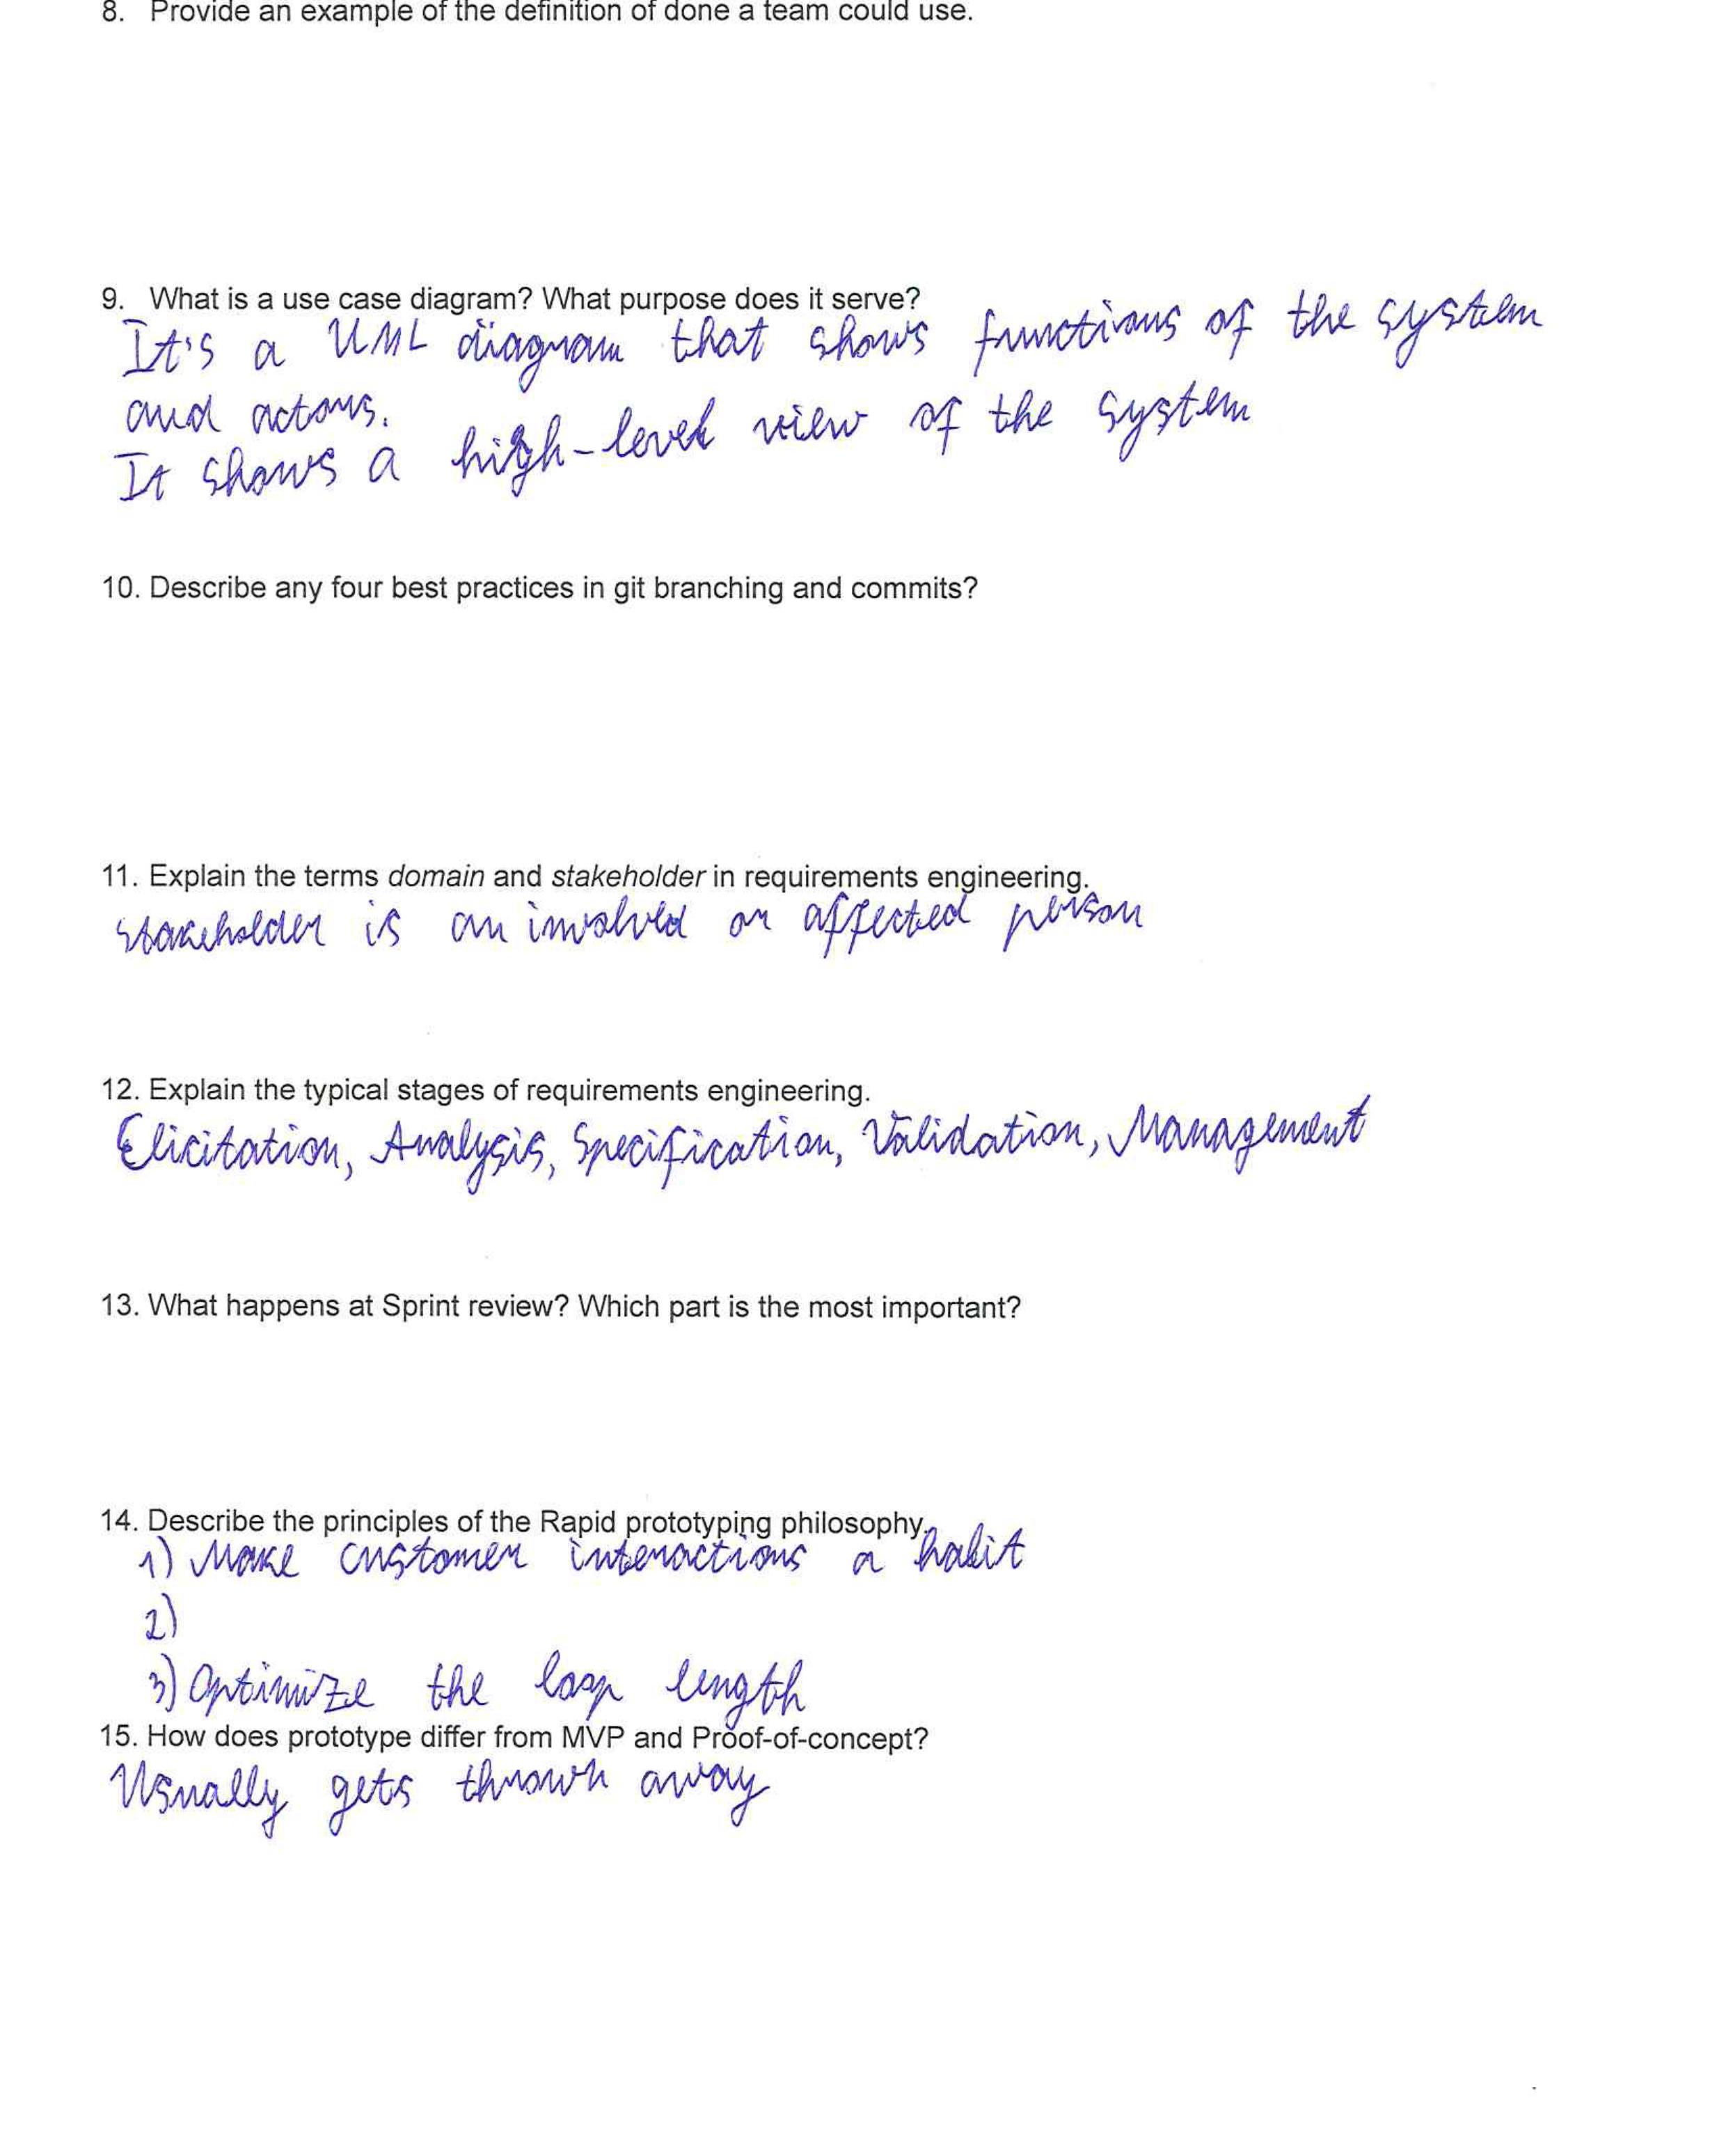 8. Provide an example of the definition of done a team could use.
9. What is a use case diagram? What purpose does it serve?
It's a UML diagram that shows functions of the system
and actors.
It shows a high-level view of the system
10. Describe any four best practices in git branching and commits?
11. Explain the terms domain and stakeholder in requirements engineering.
stakeholder is an involved or affected person
12. Explain the typical stages of requirements engineering.
Elicitation, Analysis, Specification, Validation, Management
13. What happens at Sprint review? Which part is the most important?
14. Describe the principles of the Rapid prototyping philosophy.
1) Make customer interactions a habit
2)
3) Optimize the loop length
15. How does prototype differ from MVP and Proof-of-concept?
Usually gets thrown away